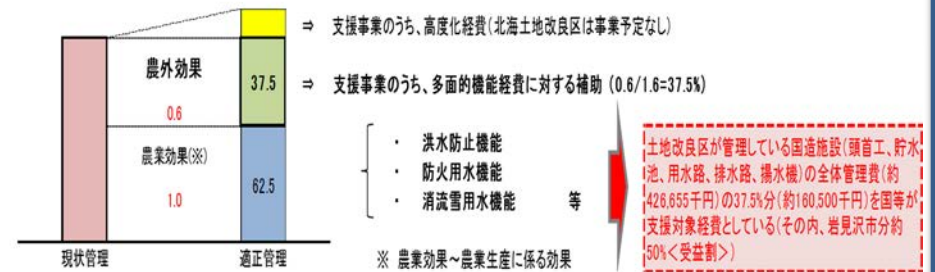 ⇒ 支援事業のうち、高度化経費(北海土地改良区は事業予定なし)
農外効果
0.6
37.5
⇒ 支援事業のうち、多面的機能経費に対する補助 (0.6/1.6=37.5%)
農業効果(※)
1.0
62.5
・ 洪水防止機能
・ 防火用水機能
・ 消流雪用水機能 等
土地改良区が管理している国造施設(頭首工、貯水
池、用水路、排水路、揚水機)の全体管理費(約
426,655千円)の37.5%分(約160,500千円)を国等が
支援対象経費としている(その内、岩見沢市分約
50%<受益割>)
現状管理
適正管理
※ 農業効果~農業生産に係る効果